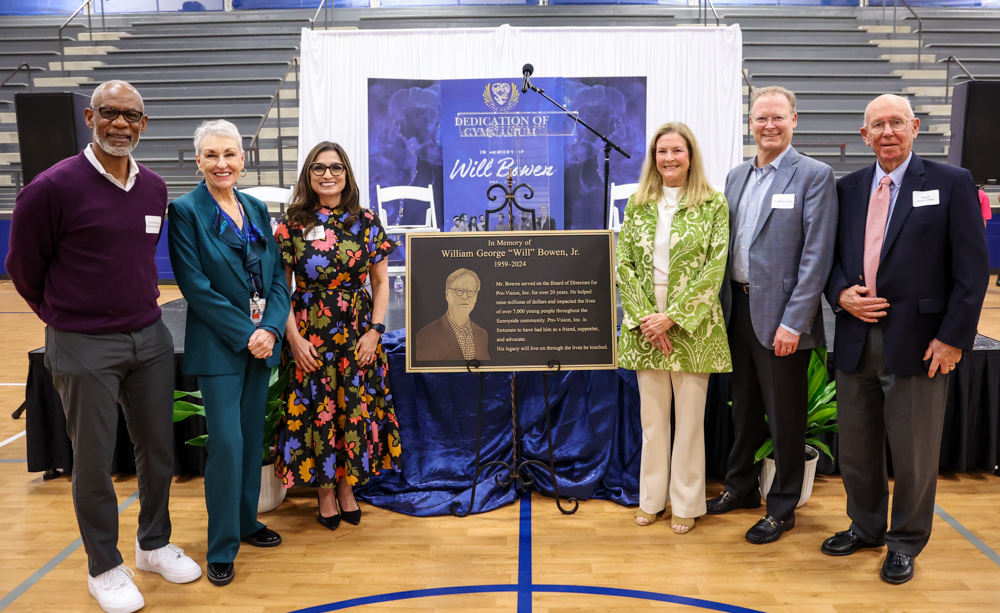 DEDICATION OF
GYMNASIUM
IN MEMORY OF
Will Bowen
In Memory of
William George "Will" Bowen, Jr.
1959-2024
Mr. Bowen served on the Board of Directors for
Pro-Vision, Inc. for over 20 years. He helped
raise millions of dollars and impacted the lives
of over 7,000 young people throughout the
Sunnyside community. Pro-Vision, Inc. is
fortunate to have had him as a friend, supporter,
and advocate.
His legacy will live on through the lives he touched.